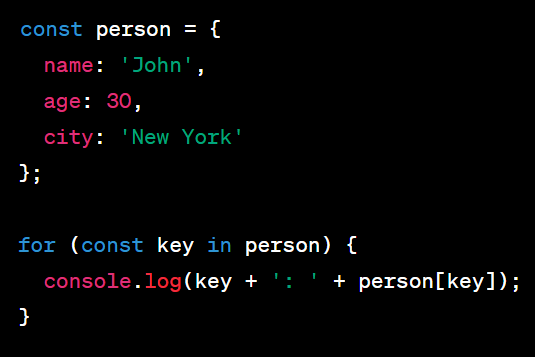 const person = {
  name: 'John',
  age: 30,
  city: 'New York'
};

for (const key in person) {
  console.log(key + ': ' + person[key]);
}